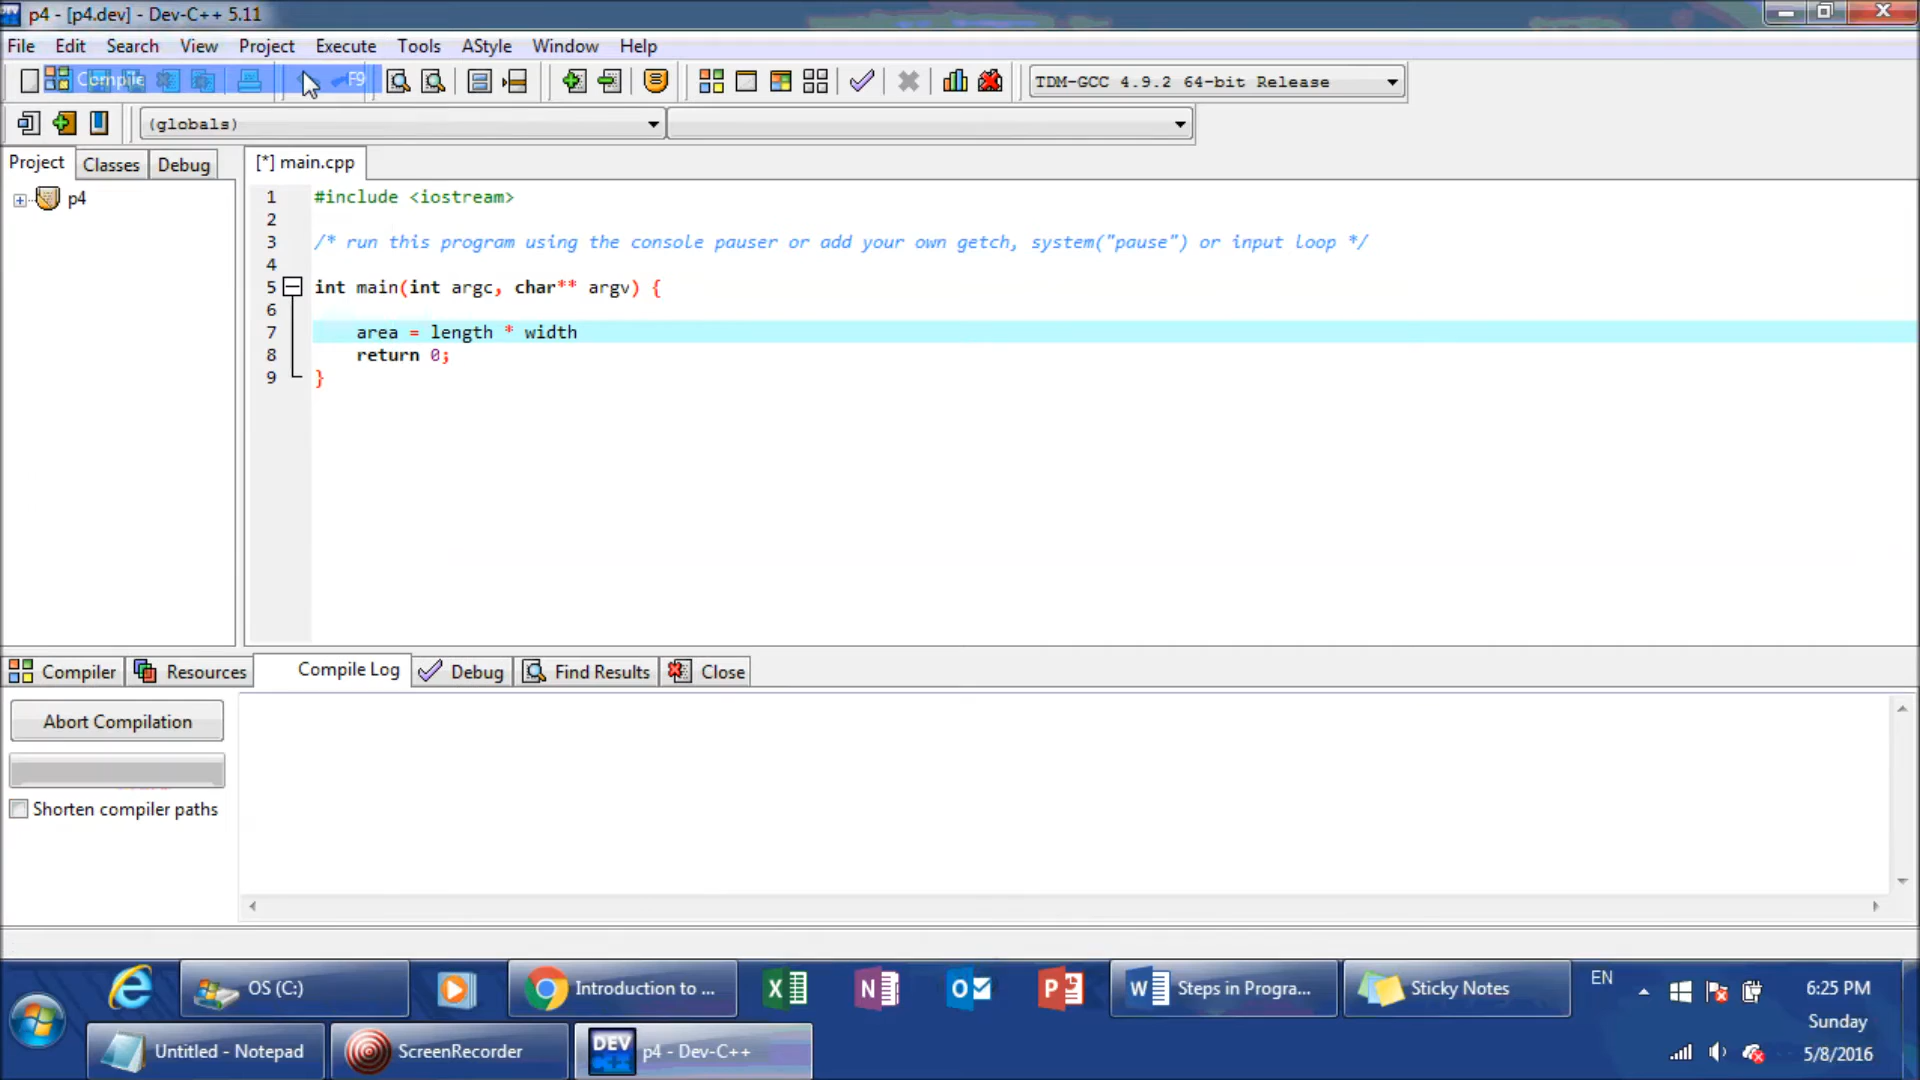 p4 - [p4.dev] - Dev-C++ 5.11
File Edit Search View Project Execute Tools AStyle Window Help
Compile F9 TDM-GCC 4.9.2 64-bit Release
(globals)
Project Classes Debug [*] main.cpp
p4
1 #include <iostream>
2
3 /* run this program using the console pauser or add your own getch, system("pause") or input loop */
4
5 int main(int argc, char** argv) {
6
7 area = length * width
8 return 0;
9 }
Compiler Resources Compile Log Debug Find Results Close
Abort Compilation
Shorten compiler paths
OS (C:) Introduction to ... Steps in Progra... Sticky Notes EN 6:25 PM
Sunday
Untitled - Notepad ScreenRecorder DEV C++ p4 - Dev-C++ 5/8/2016